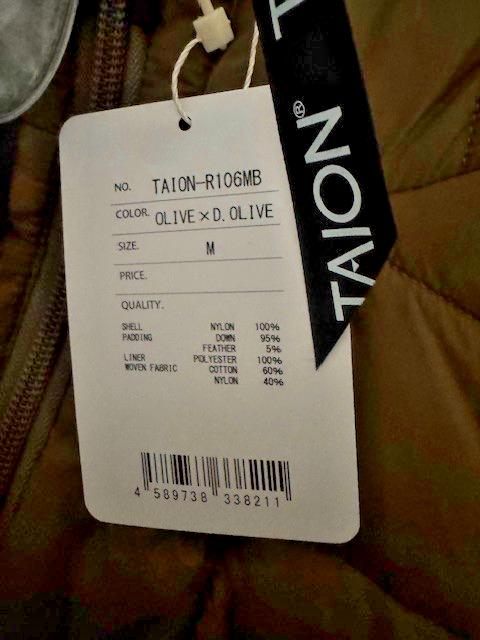 NO. TAION-R106MB
COLOR. OLIVE×D.OLIVE
SIZE. M
PRICE.
QUALITY.
SHELL NYLON 100%
PADDING DOWN 95%
FEATHER 5%
LINER POLYESTER 100%
WOVEN FABRIC COTTON 60%
NYLON 40%
4 589738 338211
TAION®
T